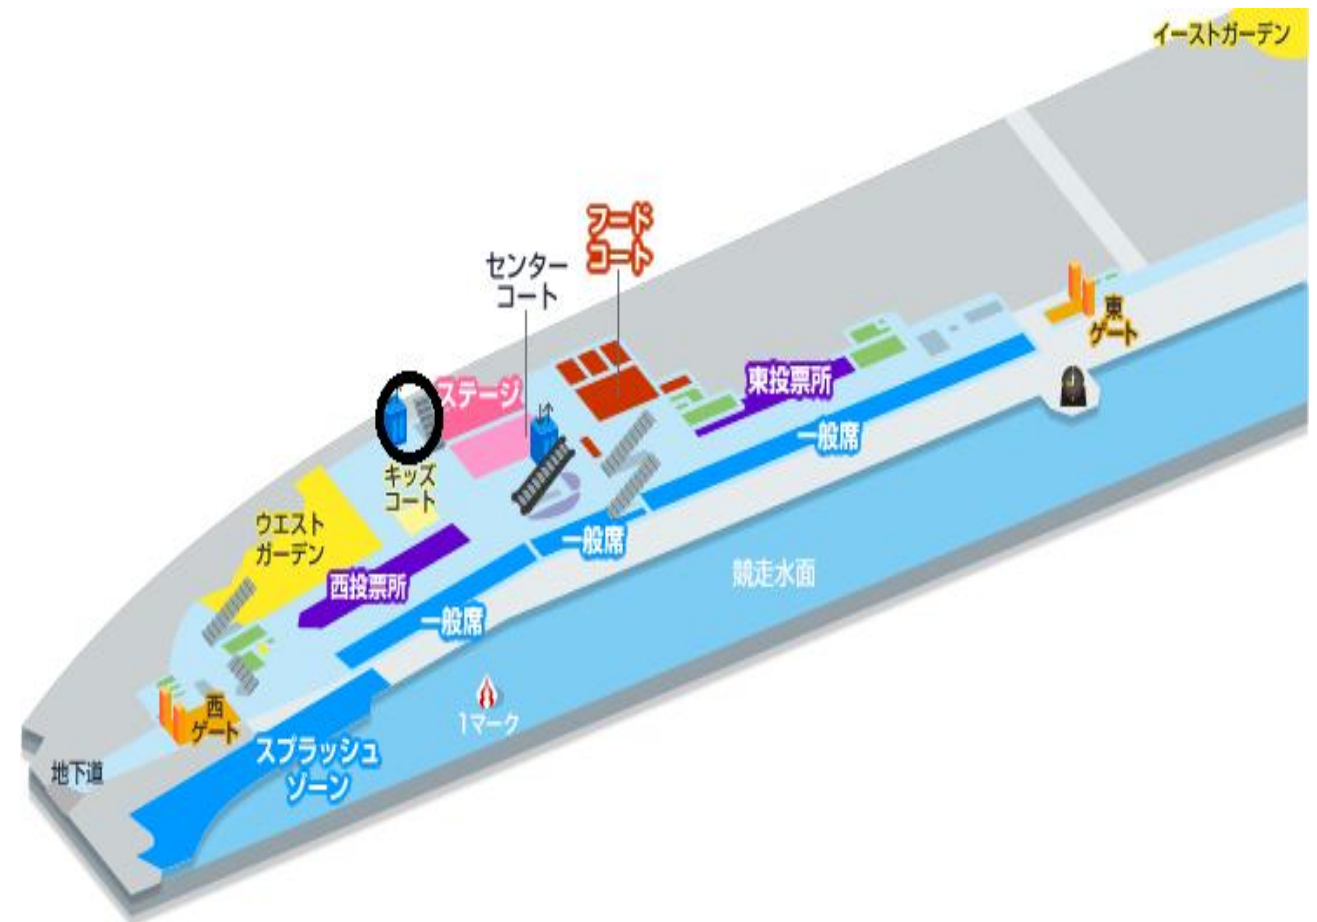 イーストガーデン
フード
コート
センター
コート
東
ゲート
ステージ
東投票所
一般席
キッズ
コート
ウエスト
ガーデン
一般席
西投票所
競走水面
一般席
西
ゲート
1マーク
スプラッシュ
ゾーン
地下道